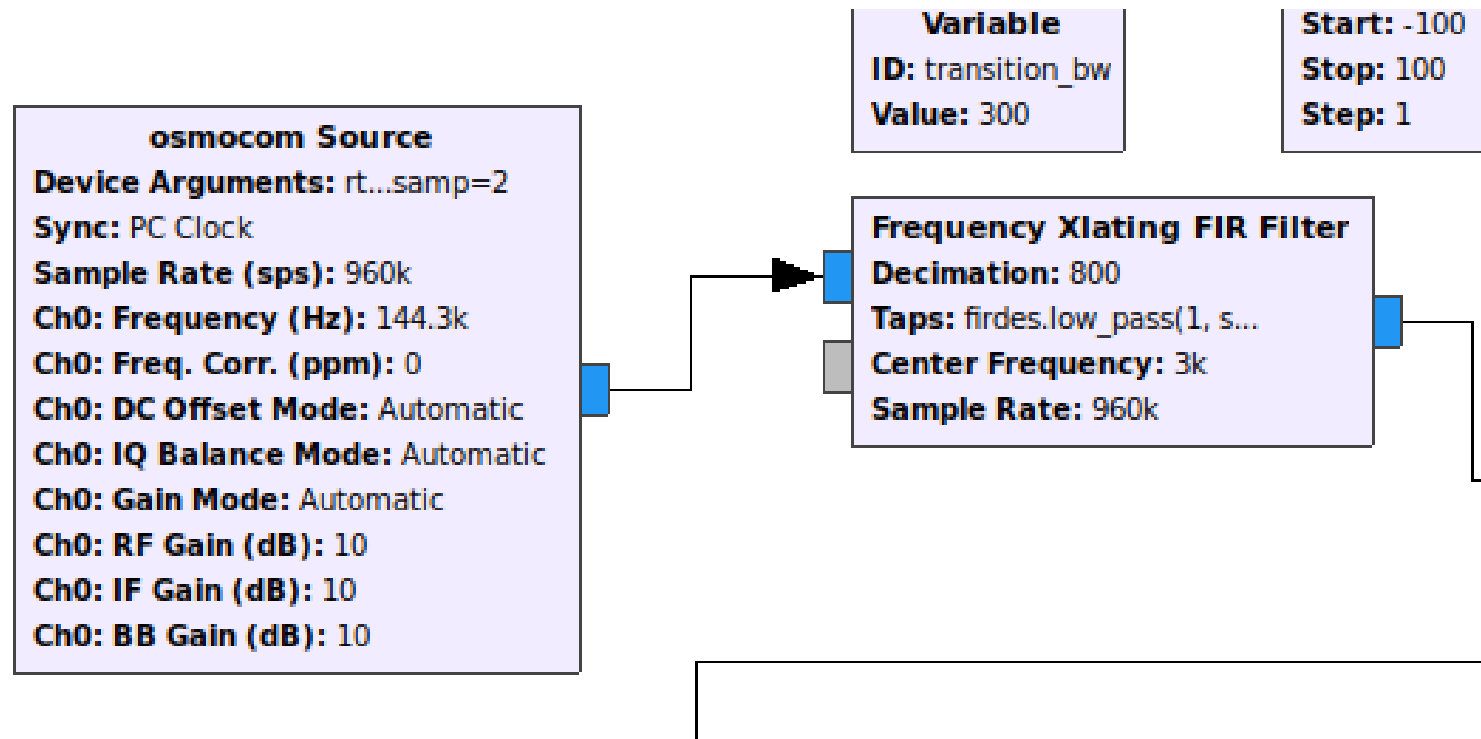 Variable
ID: transition_bw
Value: 300
Start: -100
Stop: 100
Step: 1
osmocom Source
Device Arguments: rt...samp=2
Sync: PC Clock
Sample Rate (sps): 960k
Ch0: Frequency (Hz): 144.3k
Ch0: Freq. Corr. (ppm): 0
Ch0: DC Offset Mode: Automatic
Ch0: IQ Balance Mode: Automatic
Ch0: Gain Mode: Automatic
Ch0: RF Gain (dB): 10
Ch0: IF Gain (dB): 10
Ch0: BB Gain (dB): 10
Frequency Xlating FIR Filter
Decimation: 800
Taps: firdes.low_pass(1, s...
Center Frequency: 3k
Sample Rate: 960k